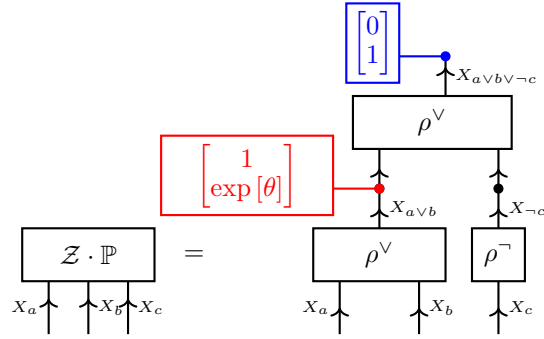 [0
1]
X_{a∨b∨¬c}
ρ^∨
[1
exp [θ]]
X_{a∨b}
X_{¬c}
𝒵 · ℙ
=
ρ^∨
ρ^¬
X_a
X_b
X_c
X_a
X_b
X_c